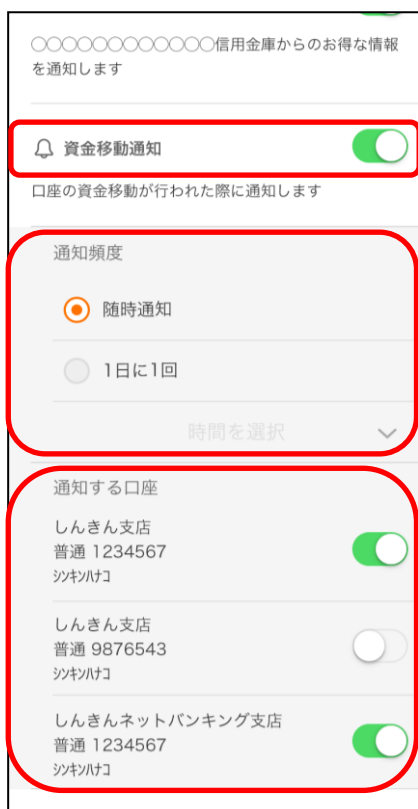 ○○○○○○○○○○○○信用金庫からのお得な情報
を通知します
資金移動通知
口座の資金移動が行われた際に通知します
通知頻度
随時通知
1日に1回
時間を選択
通知する口座
しんきん支店
普通 1234567
ｼﾝｷﾝﾊﾅｺ
しんきん支店
普通 9876543
ｼﾝｷﾝﾊﾅｺ
しんきんネットバンキング支店
普通 1234567
ｼﾝｷﾝﾊﾅｺ